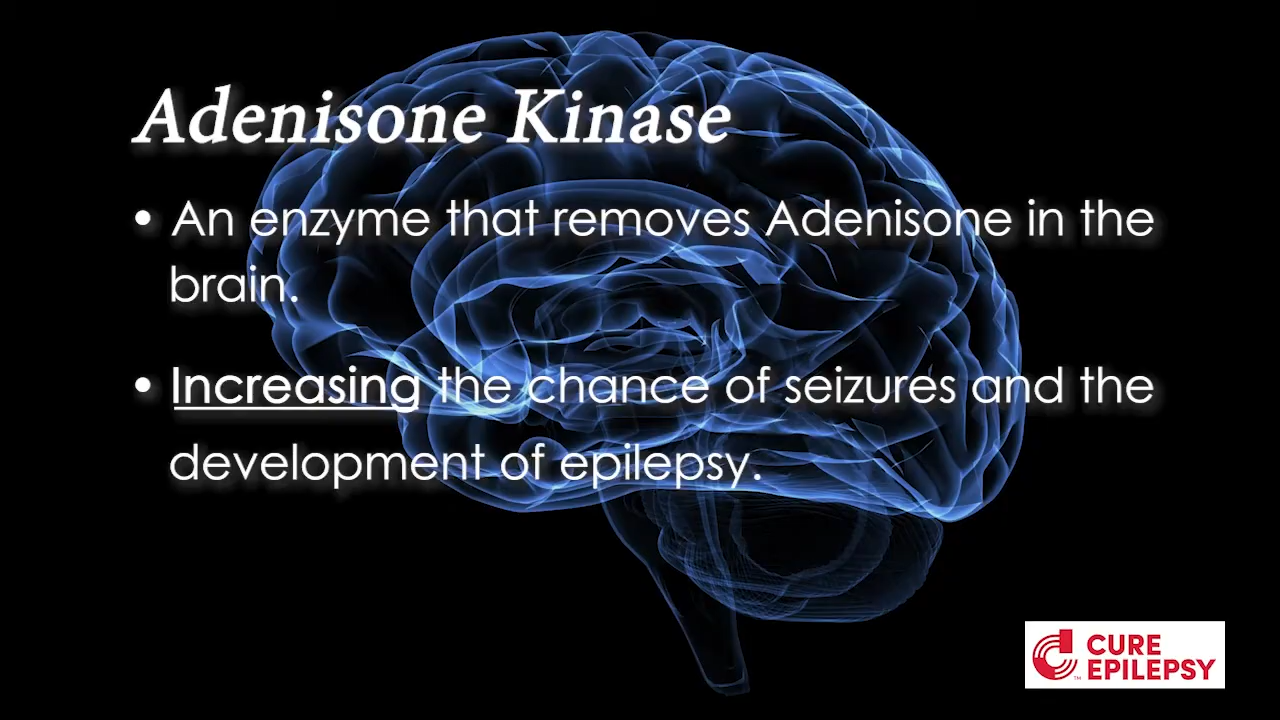 Adenisone Kinase
• An enzyme that removes Adenisone in the
brain.
• Increasing the chance of seizures and the
development of epilepsy.
CURE
EPILEPSY
TM